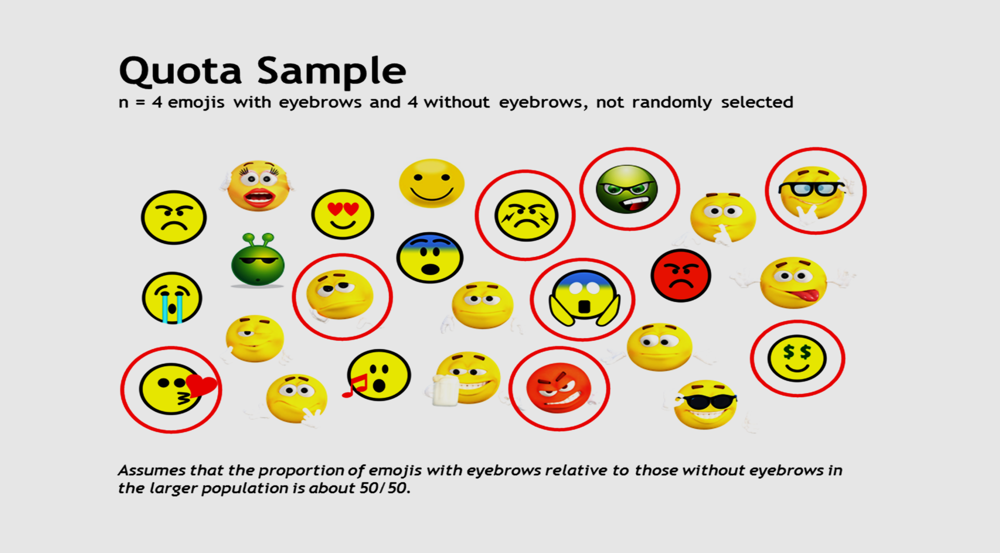 Quota Sample
n = 4 emojis with eyebrows and 4 without eyebrows, not randomly selected
$ $
Assumes that the proportion of emojis with eyebrows relative to those without eyebrows in
the larger population is about 50/50.